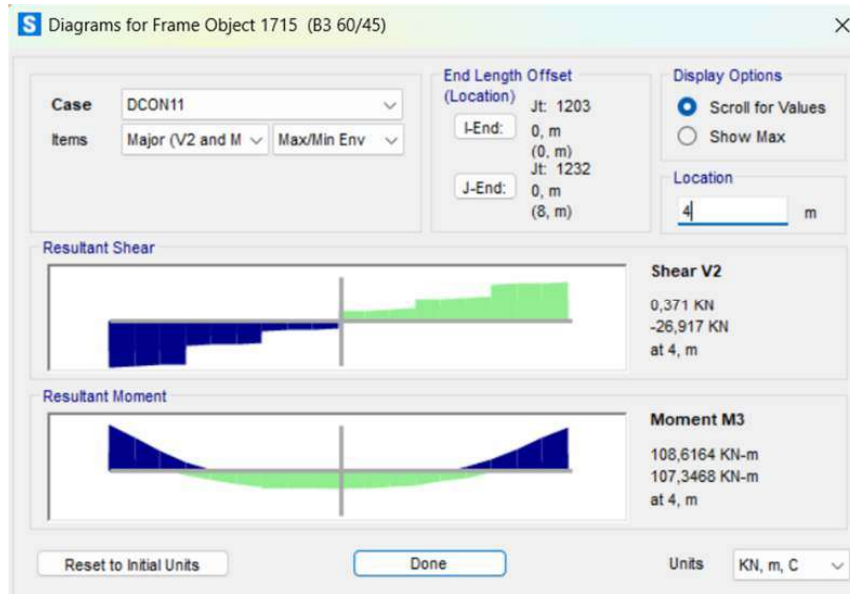 S Diagrams for Frame Object 1715 (B3 60/45)
Case
DCON11
Items
Major (V2 and M
Max/Min Env
End Length Offset
(Location)
I-End:
Jt: 1203
0, m
(0, m)
J-End:
Jt: 1232
0, m
(8, m)
Display Options
Scroll for Values
Show Max
Location
4
m
Resultant Shear
Shear V2
0,371 KN
-26,917 KN
at 4, m
Resultant Moment
Moment M3
108,6164 KN-m
107,3468 KN-m
at 4, m
Reset to Initial Units
Done
Units
KN, m, C